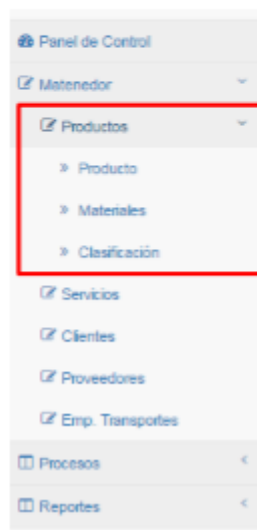 Panel de Control
Matenedor
Productos
» Producto
» Materiales
» Clasificación
Servicios
Clientes
Proveedores
Emp. Transportes
Procesos
Reportes